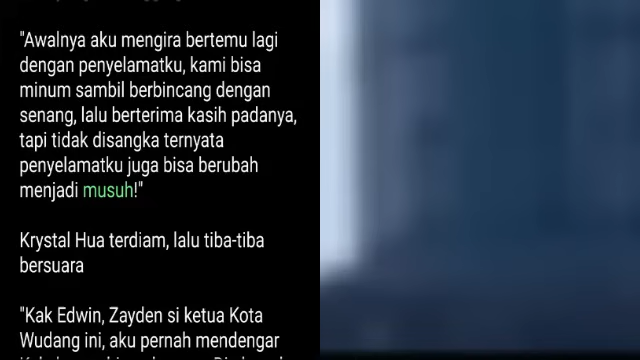 "Awalnya aku mengira bertemu lagi
dengan penyelamatku, kami bisa
minum sambil berbincang dengan
senang, lalu berterima kasih padanya,
tapi tidak disangka ternyata
penyelamatku juga bisa berubah
menjadi musuh!"
Krystal Hua terdiam, lalu tiba-tiba
bersuara
"Kak Edwin, Zayden si ketua Kota
Wudang ini, aku pernah mendengar